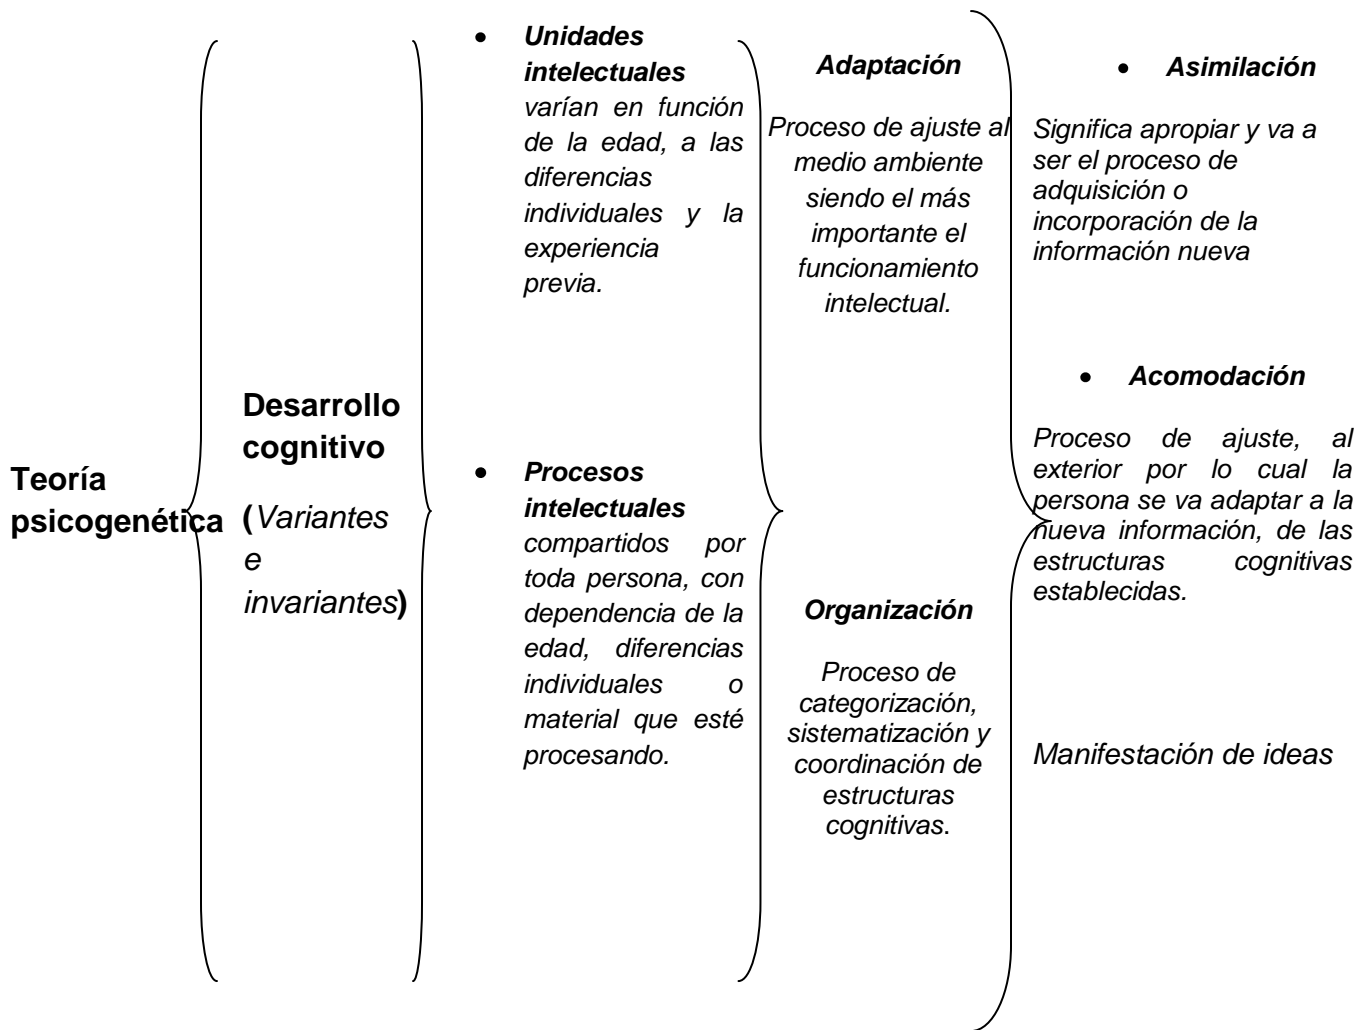 Teoría
psicogenética
Desarrollo
cognitivo
(Variantes
e
invariantes)
• Unidades
intelectuales
varían en función
de la edad, a las
diferencias
individuales y la
experiencia
previa.
• Procesos
intelectuales
compartidos por
toda persona, con
dependencia de la
edad, diferencias
individuales o
material que esté
procesando.
Adaptación
Proceso de ajuste al
medio ambiente
siendo el más
importante el
funcionamiento
intelectual.
Organización
Proceso de
categorización,
sistematización y
coordinación de
estructuras
cognitivas.
• Asimilación
Significa apropiar y va a
ser el proceso de
adquisición o
incorporación de la
información nueva
• Acomodación
Proceso de ajuste, al
exterior por lo cual la
persona se va adaptar a la
nueva información, de las
estructuras cognitivas
establecidas.
Manifestación de ideas